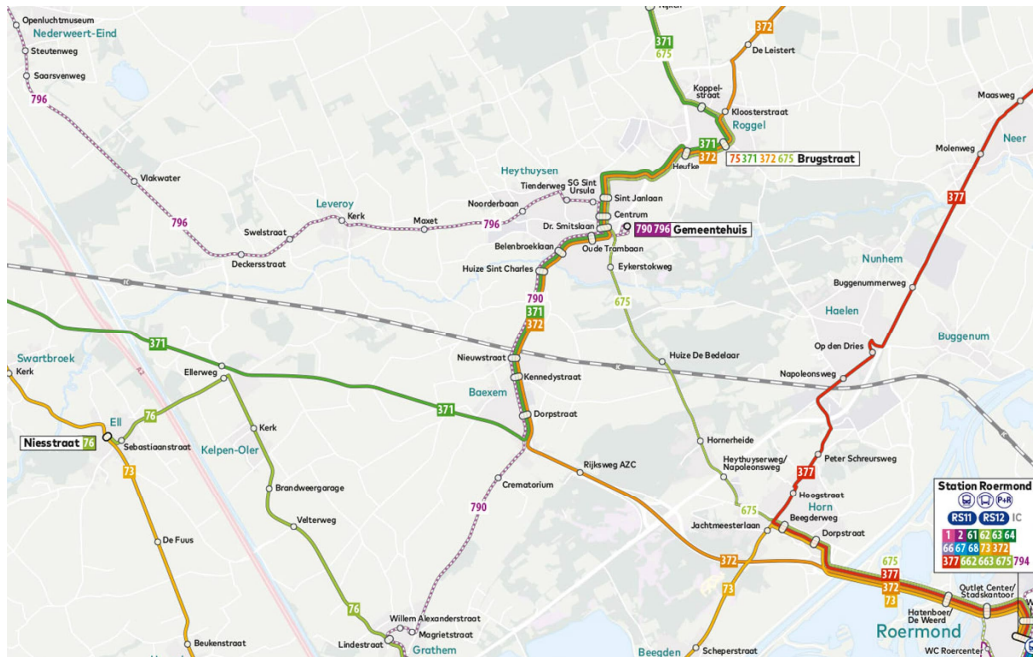 Openluchtmuseum
Nederweert-Eind
Steutenweg
Saarsvenweg
796
Vlakwater
796
Swelstraat
Deckersstraat
Leveroy
Kerk
Maxet
796
Noorderbaan
Heythuysen
Tienderweg
SG Sint
Ursula
Nijken
371
675
372
De Leistert
Koppel-
straat
Kloosterstraat
Roggel
371
372
75 371 372 675 Brugstraat
Heufke
Sint Janlaan
Centrum
Dr. Smitslaan
790 796 Gemeentehuis
Oude Trambaan
Belenbroeklaan
Huize Sint Charles
Eykerstokweg
790
371
372
675
Maasweg
Neer
Molenweg
377
Nunhem
Buggenummerweg
Haelen
Buggenum
Op den Dries
Napoleonsweg
371
Swartbroek
Kerk
Ellerweg
Nieuwstraat
Kennedystraat
Baexem
Dorpstraat
371
Huize De Bedelaar
Ell
76
Niesstraat 76
Sebastiaanstraat
Kelpen-Oler
Kerk
73
Brandweergarage
De Fuus
Velterweg
Beukenstraat
76
Lindestraat
Willem Alexanderstraat
Mogrietstraat
Grathem
790
Crematorium
Rijksweg AZC
Hornerheide
Heythuyserweg/
Napoleonsweg
Peter Schreursweg
377
675
Hoogstraat
Horn
Jachtmeesterlaan
Beegderweg
Dorpstraat
372
73
675
377
372
73
Beegden
Scheperstraat
Station Roermond
P+R
RS11 RS12 IC
1 2 61 62 63 64
66 67 68 73 372
377 662 663 675 794
Outlet Center/
Stadskantoor
Hatenboer/
De Weerd
Roermond
WC Roercenter
A2